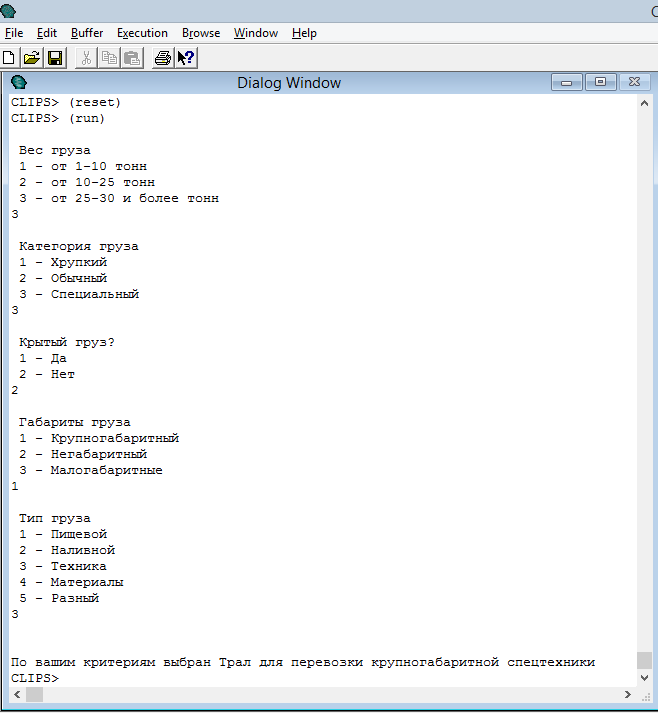 C
File Edit Buffer Execution Browse Window Help
Dialog Window
CLIPS> (reset)
CLIPS> (run)
Вес груза
1 - от 1-10 тонн
2 - от 10-25 тонн
3 - от 25-30 и более тонн
3
Категория груза
1 - Хрупкий
2 - Обычный
3 - Специальный
3
Крытый груз?
1 - Да
2 - Нет
2
Габариты груза
1 - Крупногабаритный
2 - Негабаритный
3 - Малогабаритные
1
Тип груза
1 - Пищевой
2 - Наливной
3 - Техника
4 - Материалы
5 - Разный
3
По вашим критериям выбран Трал для перевозки крупногабаритной спецтехники
CLIPS>